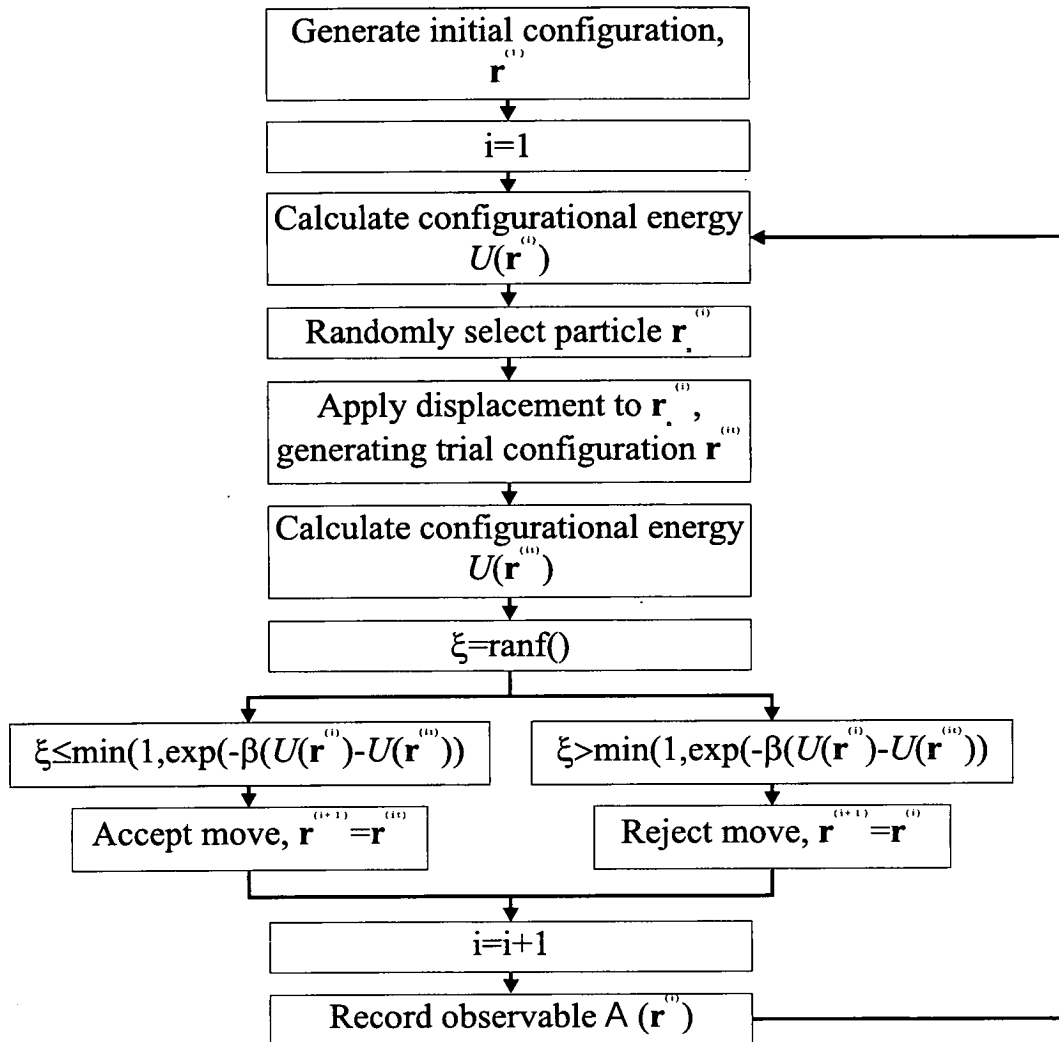 Generate initial configuration,
r⁽¹⁾
i=1
Calculate configurational energy
U(r⁽ⁱ⁾)
Randomly select particle r.⁽ⁱ⁾
Apply displacement to r.⁽ⁱ⁾,
generating trial configuration r⁽ⁱᵗ⁾
Calculate configurational energy
U(r⁽ⁱᵗ⁾)
ξ=ranf()
ξ≤min(1,exp(-β(U(r⁽ⁱ⁾)-U(r⁽ⁱᵗ⁾))
ξ>min(1,exp(-β(U(r⁽ⁱ⁾)-U(r⁽ⁱᵗ⁾))
Accept move, r⁽ⁱ⁺¹⁾=r⁽ⁱᵗ⁾
Reject move, r⁽ⁱ⁺¹⁾=r⁽ⁱ⁾
i=i+1
Record observable A (r⁽ⁱ⁾)